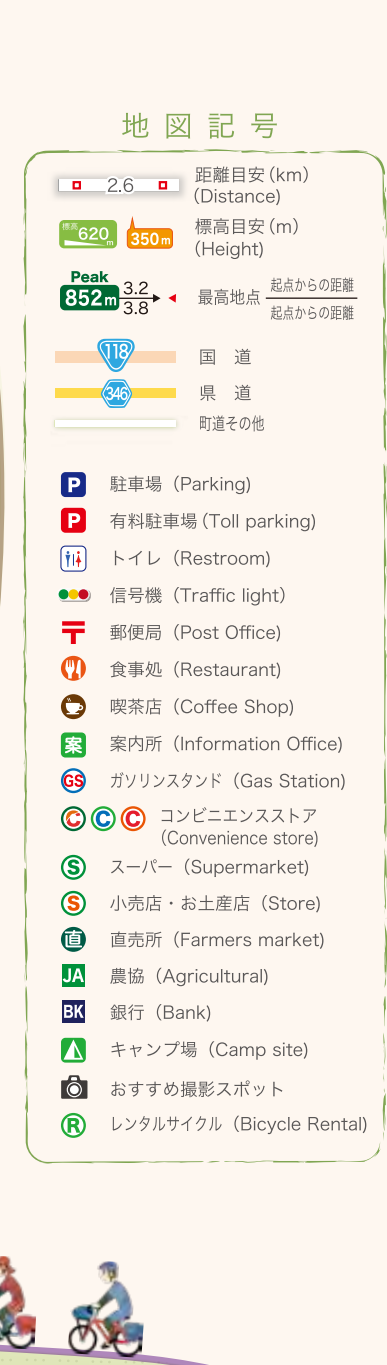 地図記号
2.6 距離目安(km)
(Distance)
標高620m 350m 標高目安(m)
(Height)
Peak
852m 3.2 最高地点 起点からの距離
3.8 起点からの距離
118 国 道
346 県 道
町道その他
P 駐車場(Parking)
P 有料駐車場(Toll parking)
トイレ(Restroom)
信号機(Traffic light)
〒 郵便局(Post Office)
食事処(Restaurant)
喫茶店(Coffee Shop)
案 案内所(Information Office)
GS ガソリンスタンド(Gas Station)
C C C コンビニエンスストア
(Convenience store)
S スーパー(Supermarket)
S 小売店・お土産店(Store)
直 直売所(Farmers market)
JA 農協(Agricultural)
BK 銀行(Bank)
キャンプ場(Camp site)
おすすめ撮影スポット
R レンタルサイクル(Bicycle Rental)